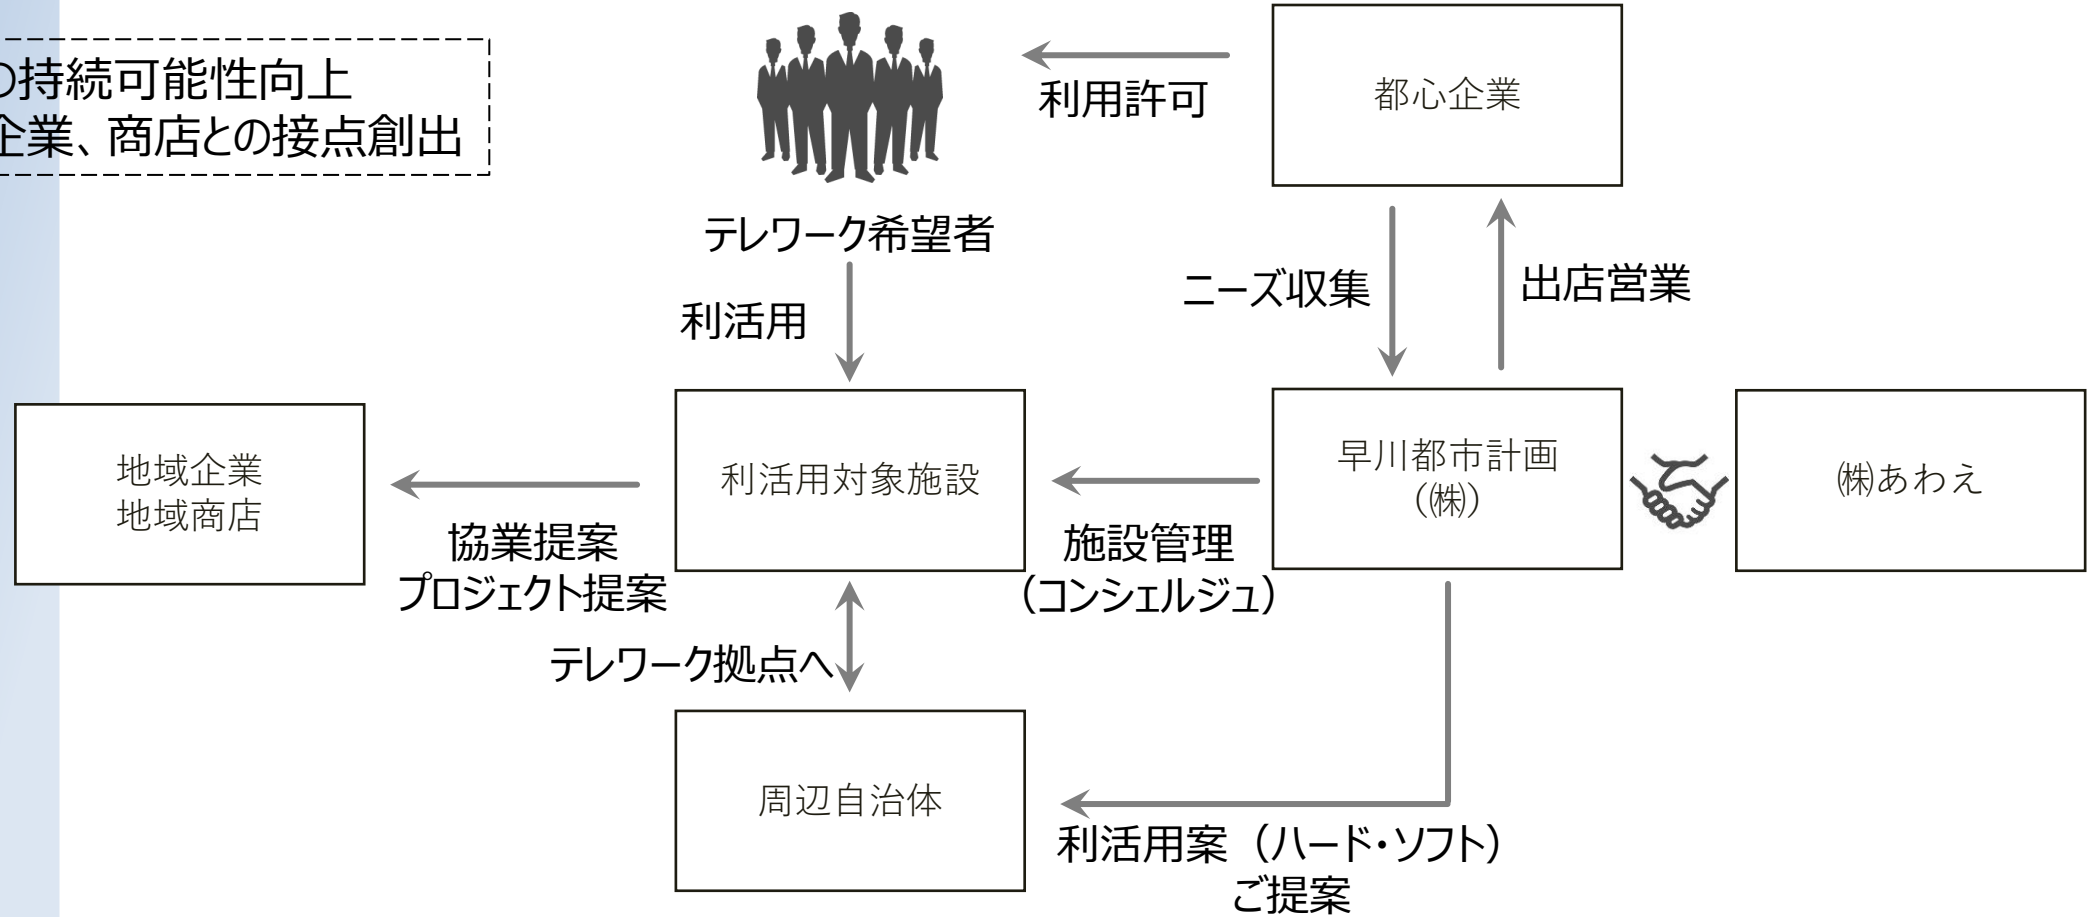 の持続可能性向上
企業、商店との接点創出
利用許可
都心企業
テレワーク希望者
ニーズ収集
出店営業
利活用
地域企業
地域商店
利活用対象施設
早川都市計画
（㈱）
㈱あわえ
協業提案
プロジェクト提案
施設管理
（コンシェルジュ）
テレワーク拠点へ
周辺自治体
利活用案（ハード・ソフト）
ご提案